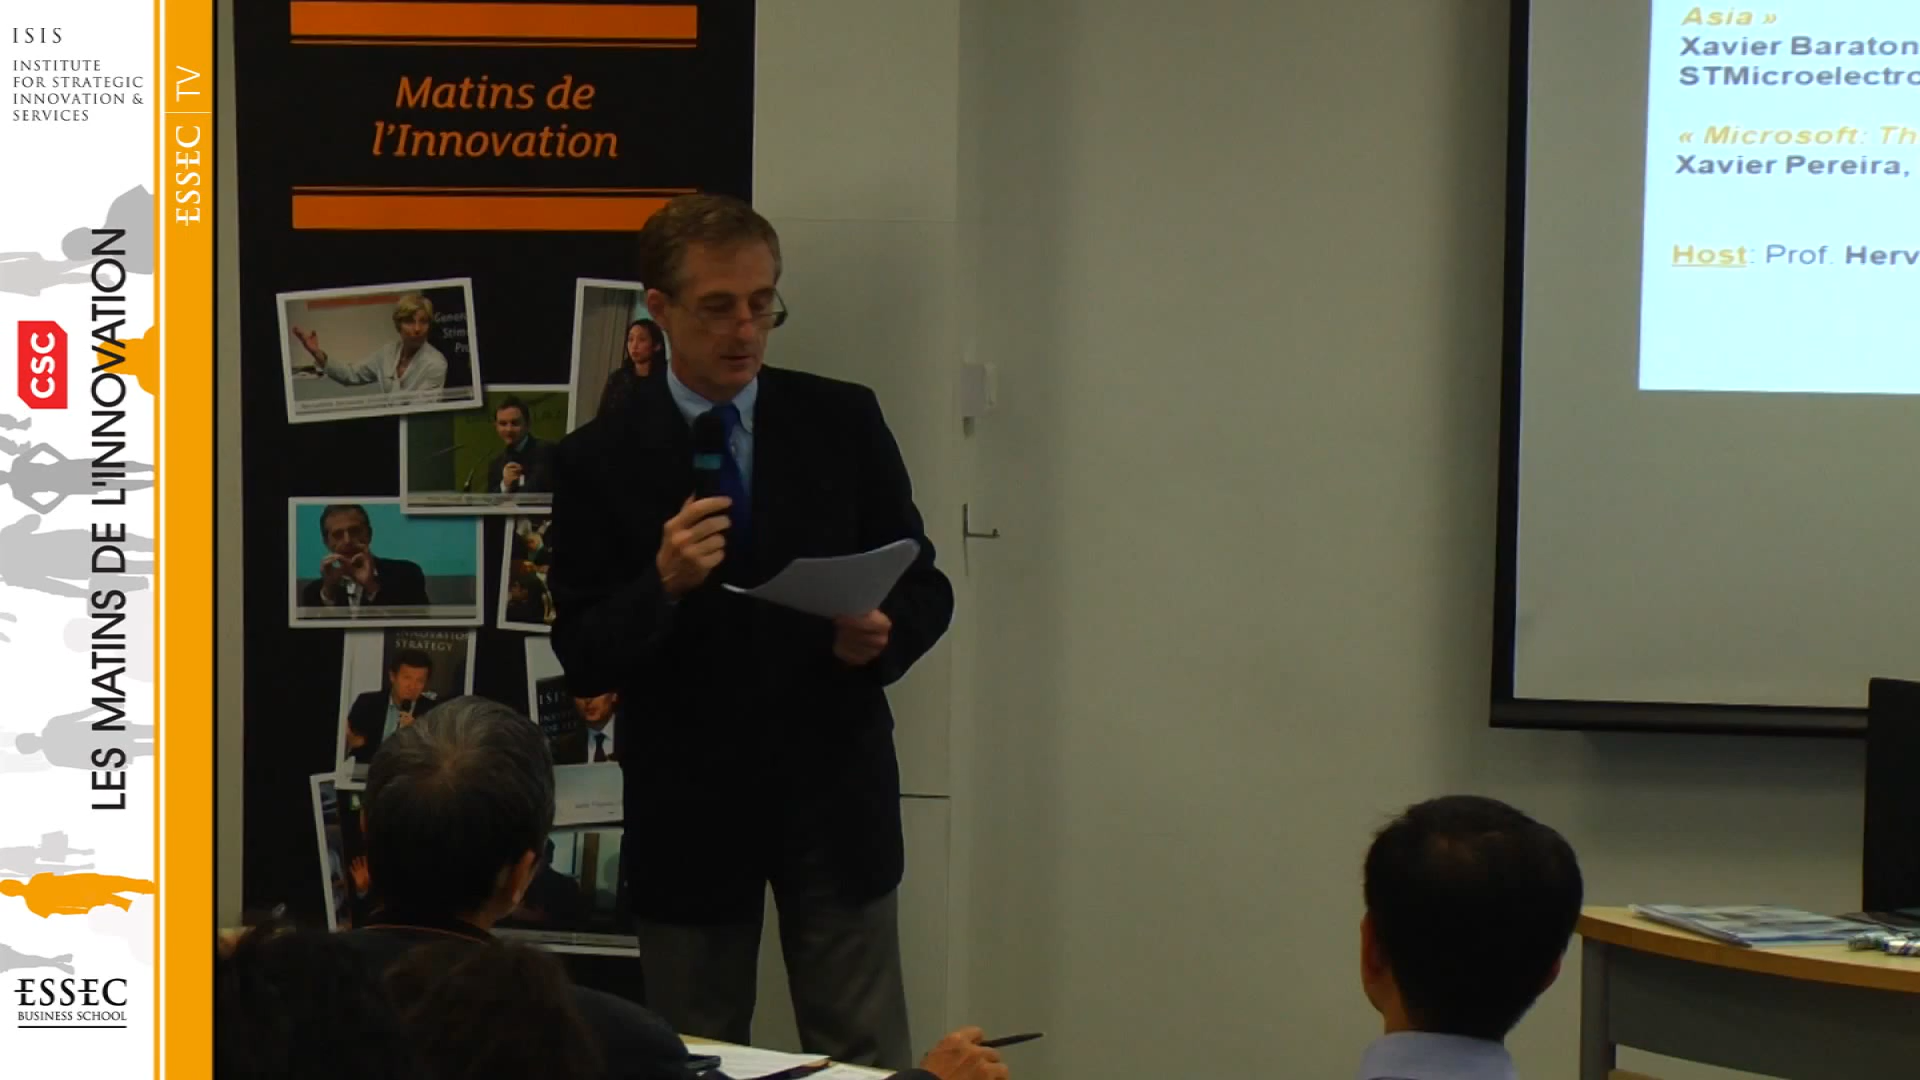 ISIS
INSTITUTE
FOR STRATEGIC
INNOVATION &
SERVICES
ESSEC TV
CSC
LES MATINS DE L'INNOVATION
ESSEC
BUSINESS SCHOOL
Matins de
l'Innovation
INNOVATION
STRATEGY
ISIS
Asia »
Xavier Baraton
STMicroelectro
« Microsoft: Th
Xavier Pereira,
Host: Prof. Herv